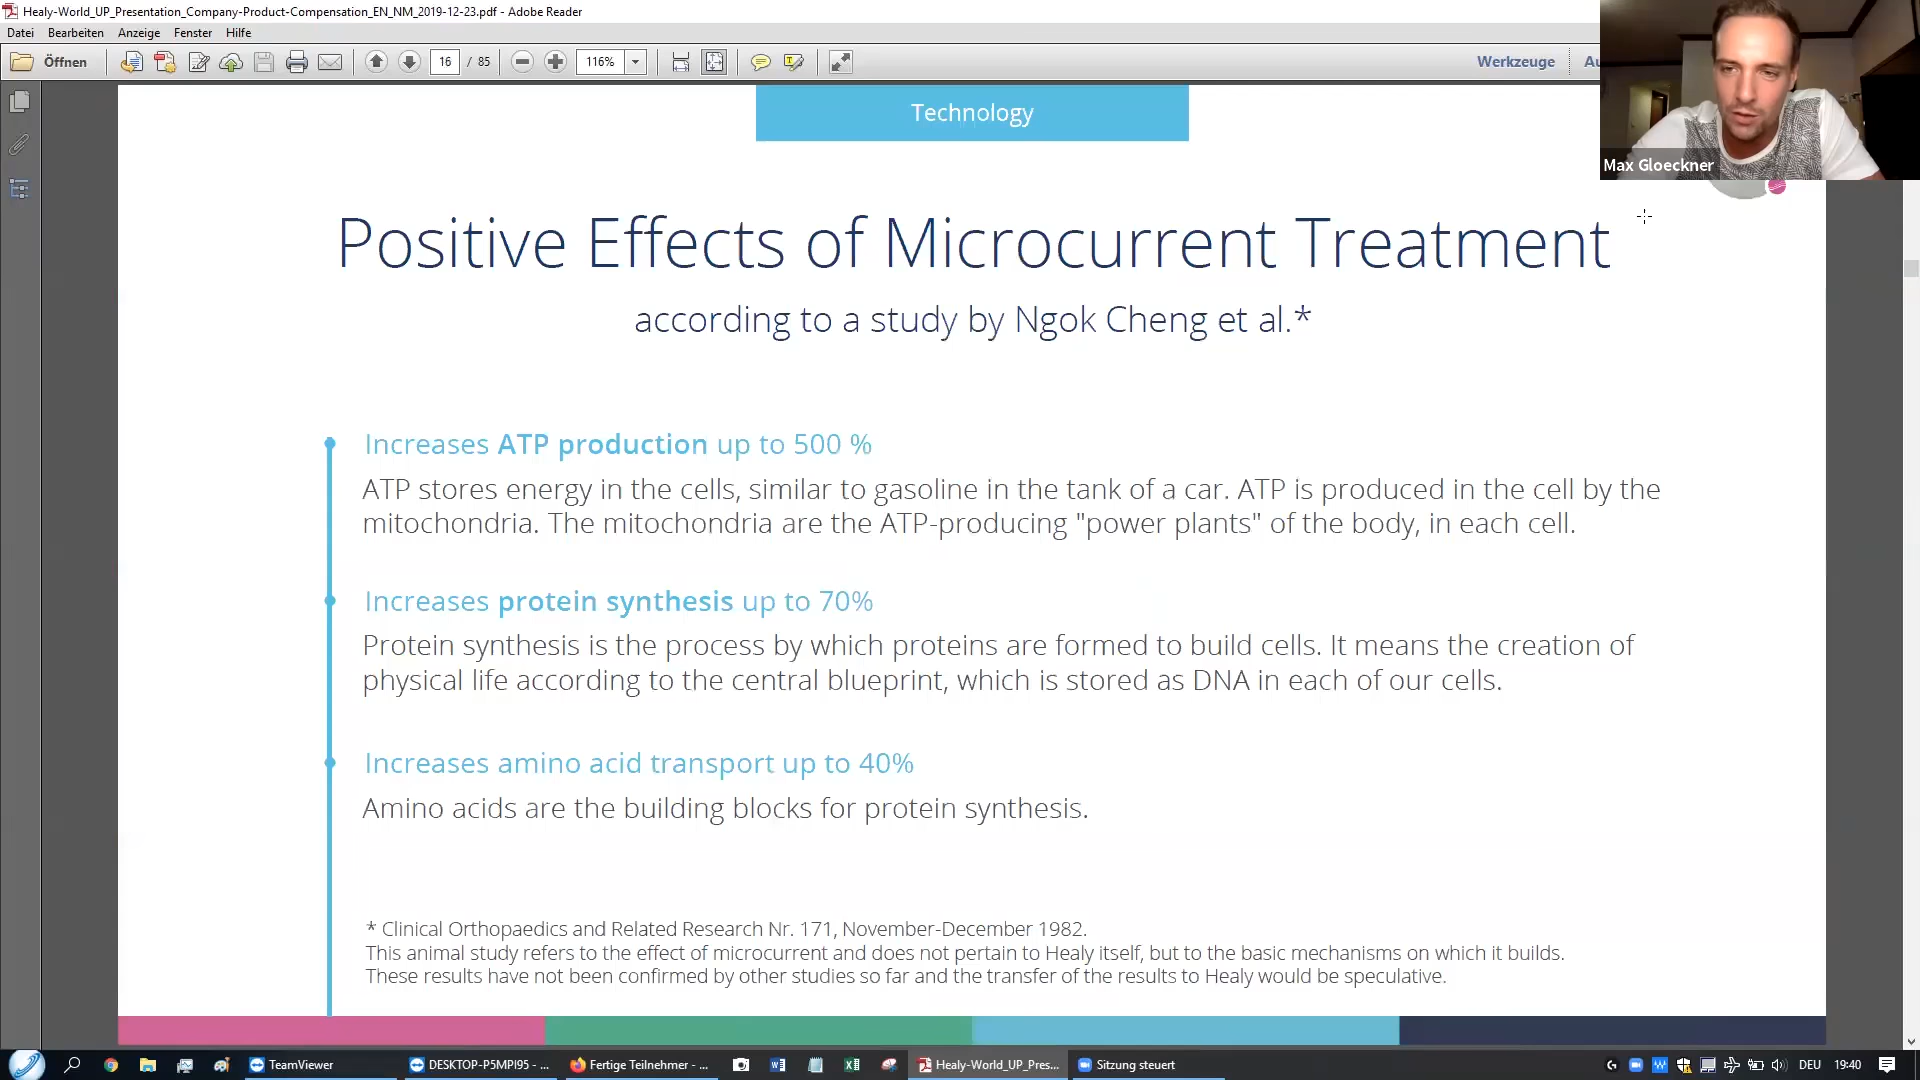 Healy-World_UP_Presentation_Company-Product-Compensation_EN_NM_2019-12-23.pdf - Adobe Reader
Datei Bearbeiten Anzeige Fenster Hilfe
Öffnen 16 / 85 116% Werkzeuge
Max Gloeckner
Technology
Positive Effects of Microcurrent Treatment
according to a study by Ngok Cheng et al.*
Increases ATP production up to 500 %
ATP stores energy in the cells, similar to gasoline in the tank of a car. ATP is produced in the cell by the
mitochondria. The mitochondria are the ATP-producing "power plants" of the body, in each cell.
Increases protein synthesis up to 70%
Protein synthesis is the process by which proteins are formed to build cells. It means the creation of
physical life according to the central blueprint, which is stored as DNA in each of our cells.
Increases amino acid transport up to 40%
Amino acids are the building blocks for protein synthesis.
* Clinical Orthopaedics and Related Research Nr. 171, November-December 1982.
This animal study refers to the effect of microcurrent and does not pertain to Healy itself, but to the basic mechanisms on which it builds.
These results have not been confirmed by other studies so far and the transfer of the results to Healy would be speculative.
TeamViewer DESKTOP-P5MPI95 - ... Fertige Teilnehmer - ... Healy-World_UP_Pres... Sitzung steuert DEU 19:40